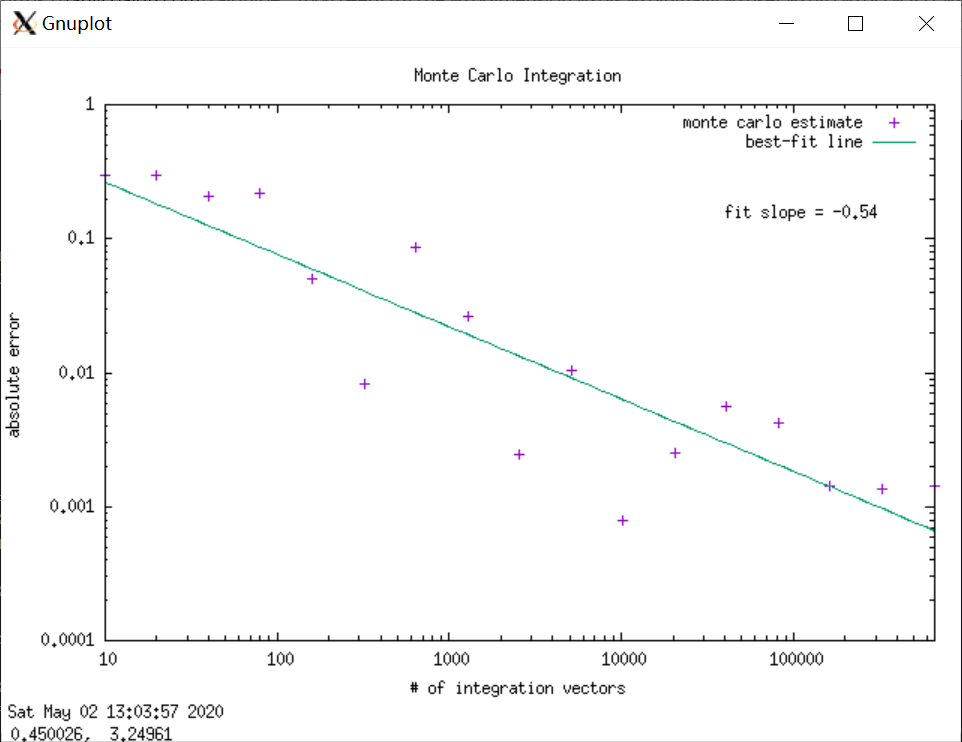 Gnuplot
Monte Carlo Integration
1
monte carlo estimate
best-fit line
fit slope = -0.54
0.1
0.01
absolute error
0.001
0.0001
10 100 1000 10000 100000
# of integration vectors
Sat May 02 13:03:57 2020
0.450026, 3.24961